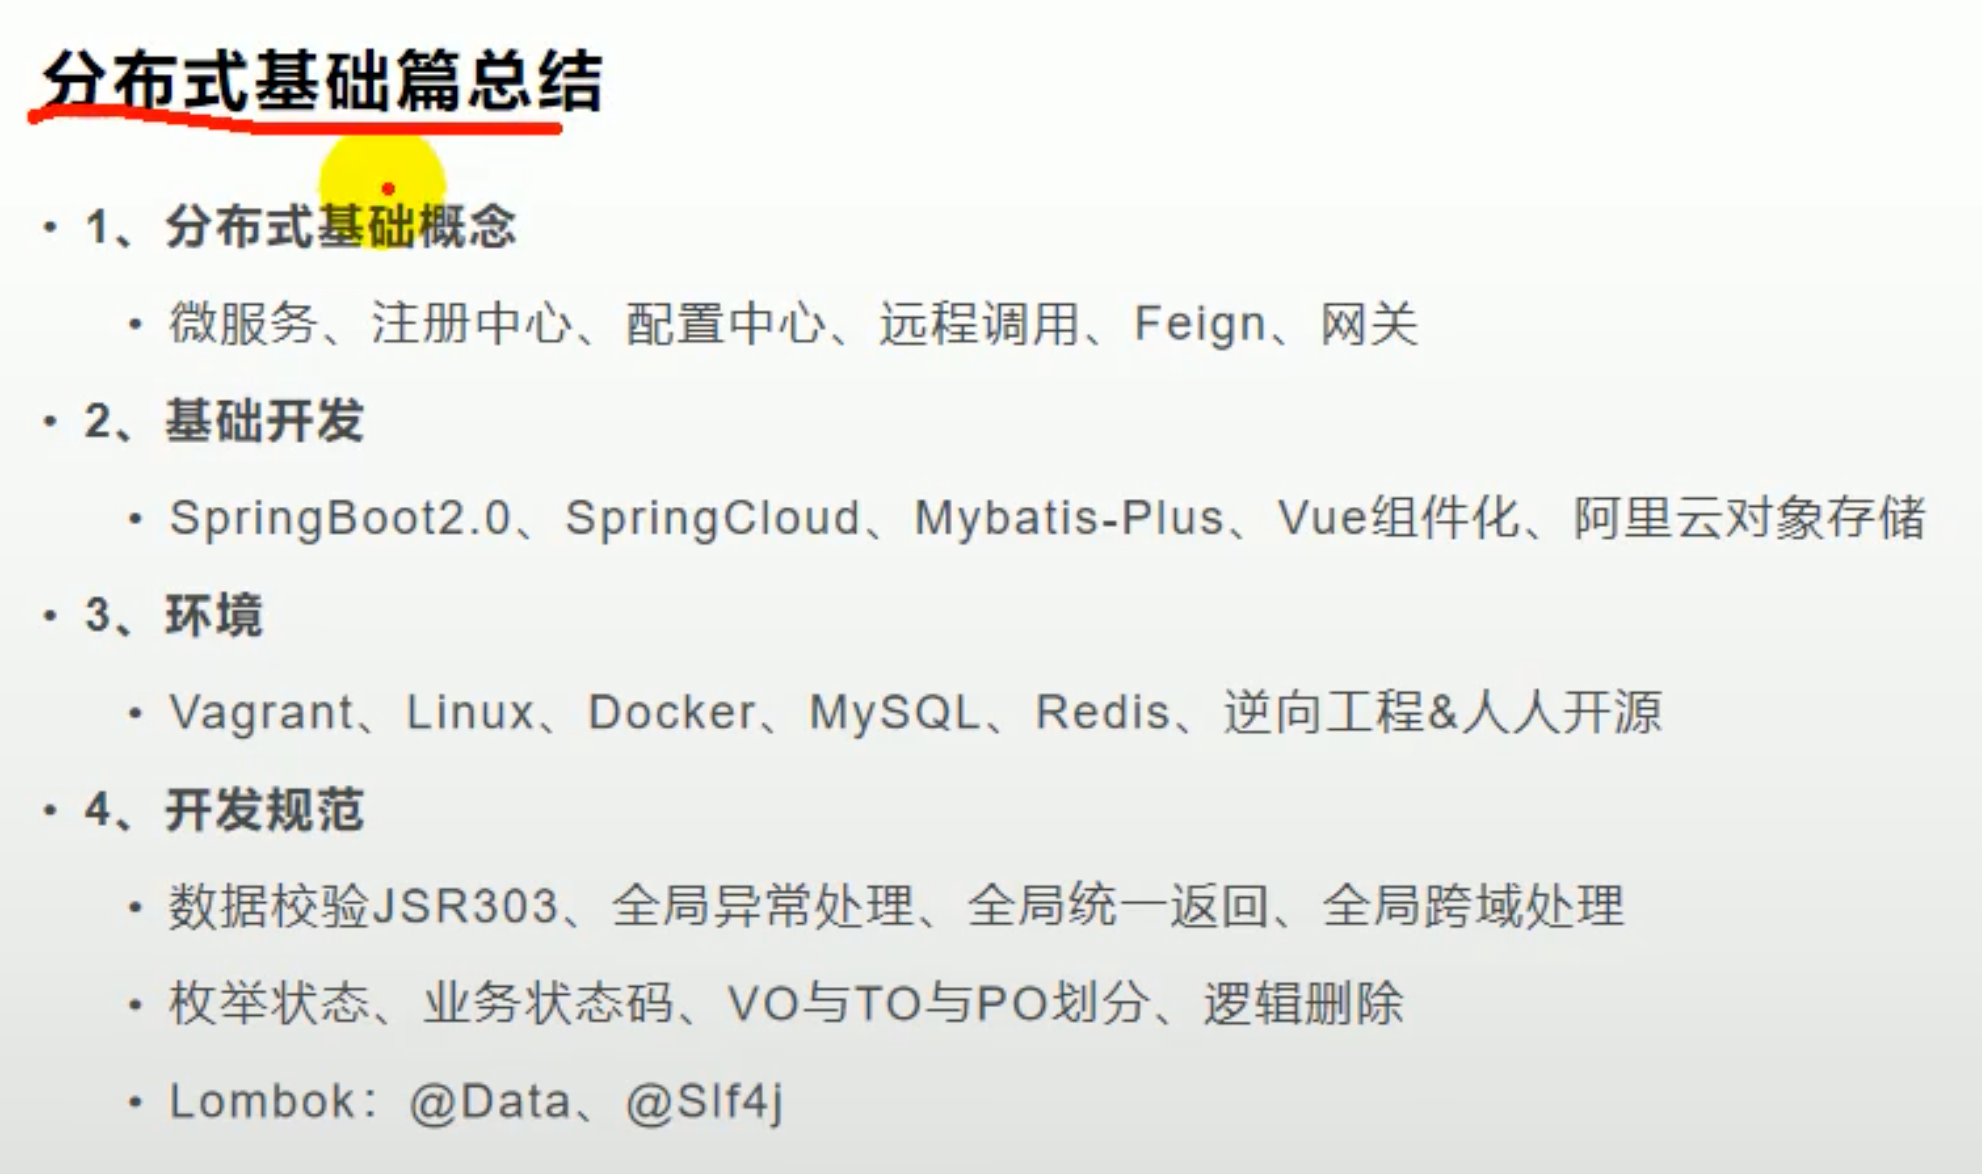 分布式基础篇总结
• 1、分布式基础概念
• 微服务、注册中心、配置中心、远程调用、Feign、网关
• 2、基础开发
• SpringBoot2.0、SpringCloud、Mybatis-Plus、Vue组件化、阿里云对象存储
• 3、环境
• Vagrant、Linux、Docker、MySQL、Redis、逆向工程&人人开源
• 4、开发规范
• 数据校验JSR303、全局异常处理、全局统一返回、全局跨域处理
• 枚举状态、业务状态码、VO与TO与PO划分、逻辑删除
• Lombok：@Data、@Slf4j